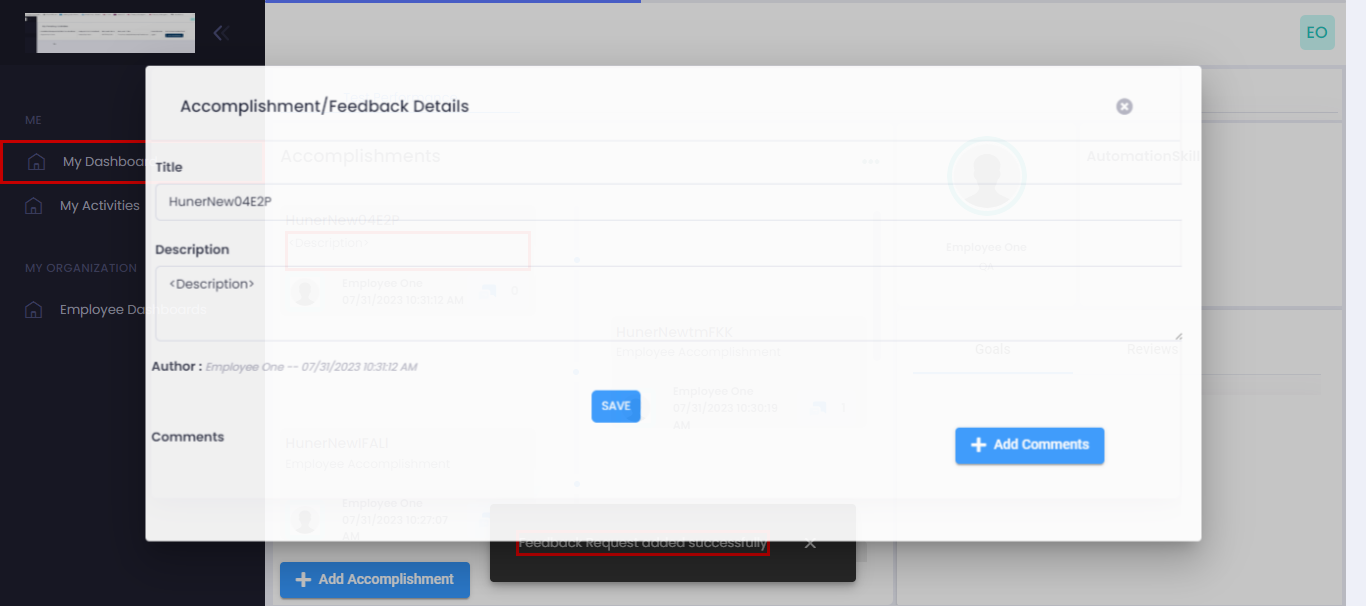 EO
Accomplishment/Feedback Details
ME
Accomplishments
AutomationSkill
My Dashboar
Title
My Activities
HunerNew04E2P
HunerNew04E2P
<Description>
Description
Employee One
MY ORGANIZATION
<Description>
Employee One
07/31/2023 10:31:12 AM
0
Employee Dashboards
HunerNewtmFKK
Employee Accomplishment
Goals
Reviews
Author : Employee One -- 07/31/2023 10:31:12 AM
Employee One
07/31/2023 10:30:19
AM
SAVE
Comments
Add Comments
Employee Accomplishment
Employee One
07/31/2023 10:27:07
AM
Feedback Request added successfully
Add Accomplishment